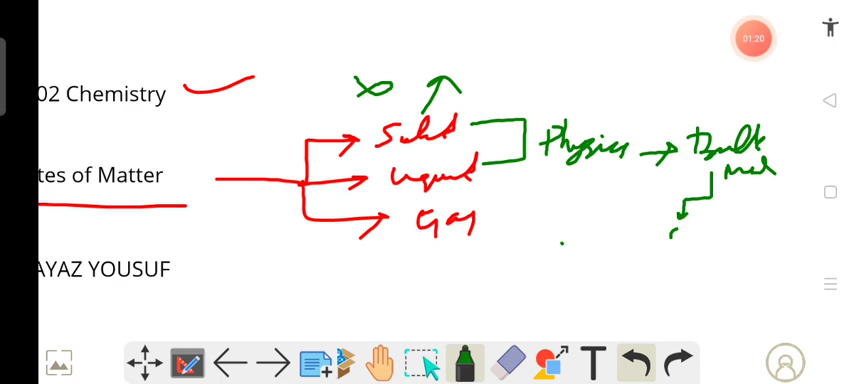 01:20
02 Chemistry
tes of Matter
AYAZ YOUSUF
Solid
Liquid
Gas
Physics → Bulk
T